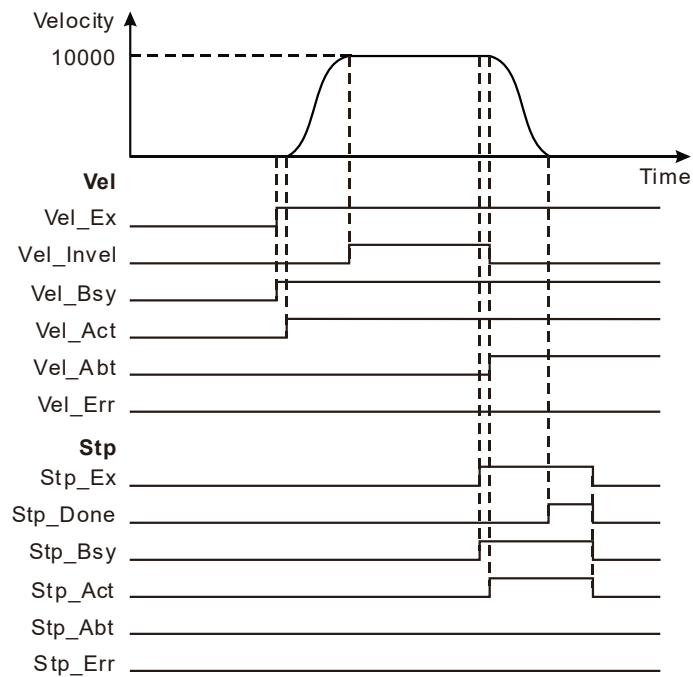 Velocity
10000
Time
Vel
Vel_Ex
Vel_Invel
Vel_Bsy
Vel_Act
Vel_Abt
Vel_Err
Stp
Stp_Ex
Stp_Done
Stp_Bsy
Stp_Act
Stp_Abt
Stp_Err